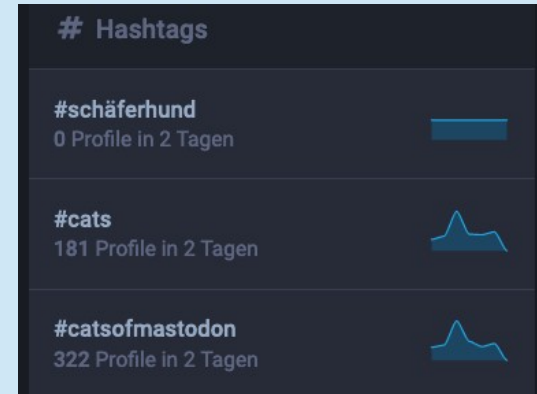 # Hashtags
#schäferhund
0 Profile in 2 Tagen
#cats
181 Profile in 2 Tagen
#catsofmastodon
322 Profile in 2 Tagen